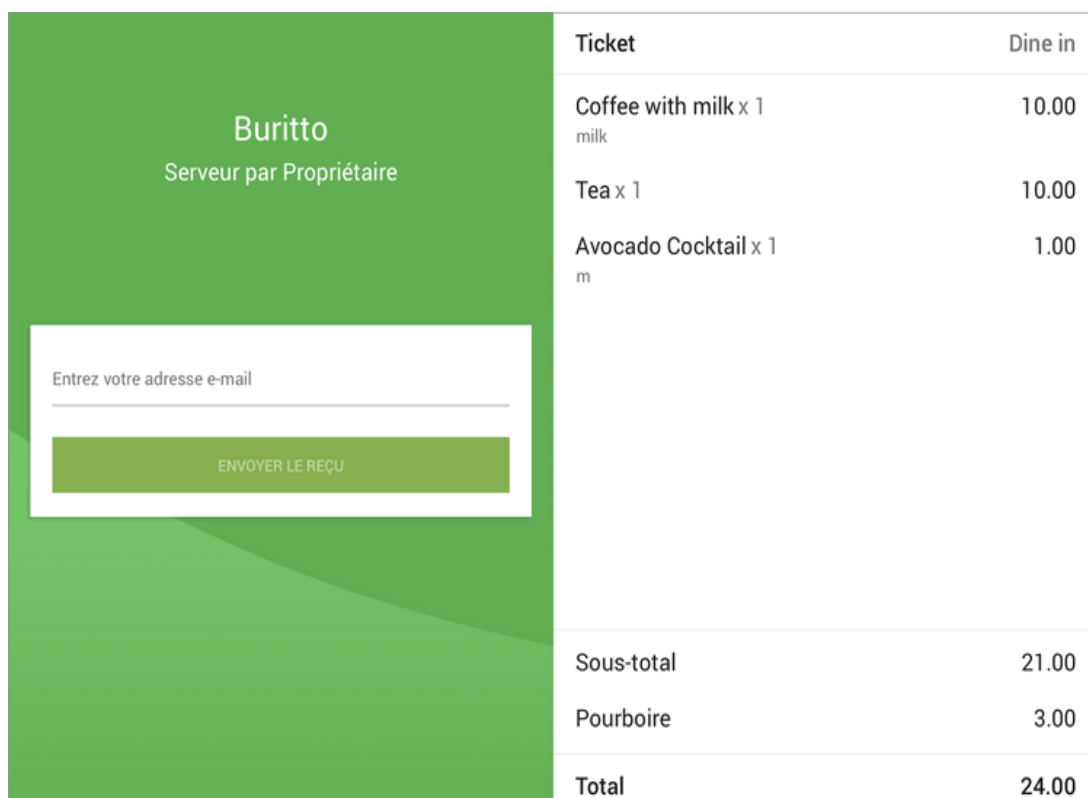 Buritto
Serveur par Propriétaire
Entrez votre adresse e-mail
ENVOYER LE REÇU
Ticket Dine in
Coffee with milk x 1 10.00
milk
Tea x 1 10.00
Avocado Cocktail x 1 1.00
m
Sous-total 21.00
Pourboire 3.00
Total 24.00